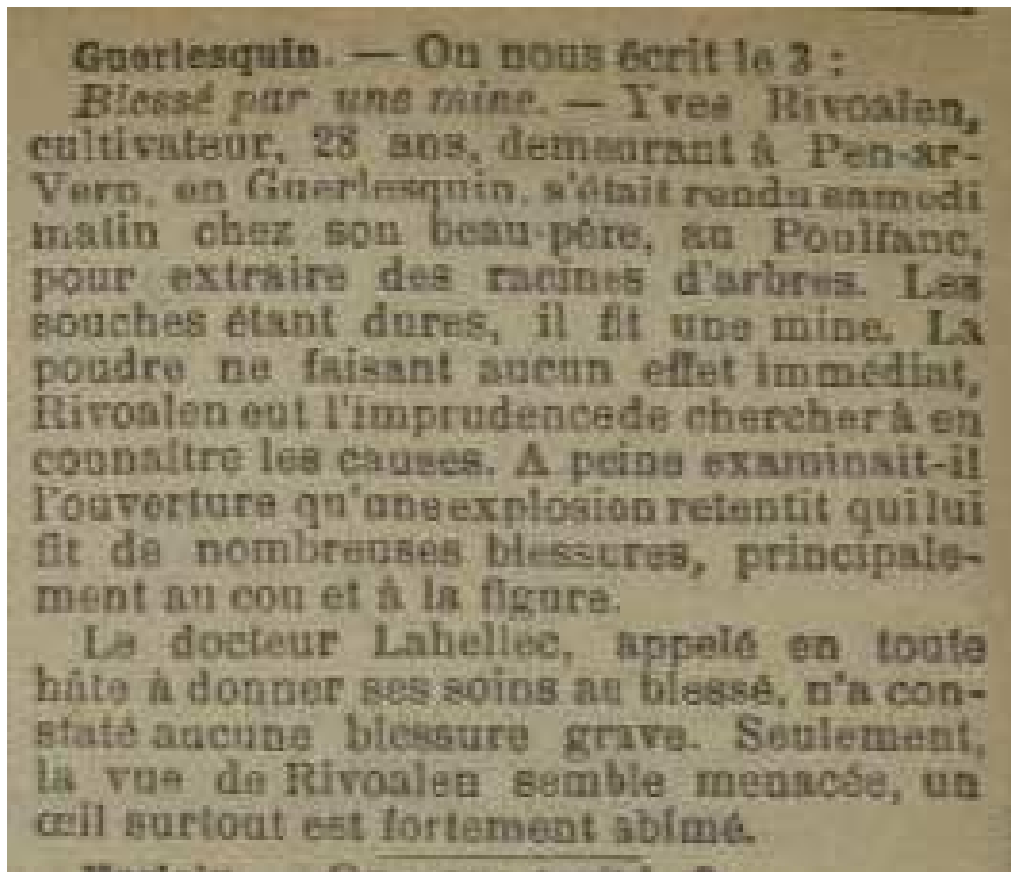 Guerlesquin. — On nous écrit le 3 :
Blessé par une mine. — Yves Rivoalen,
cultivateur, 28 ans, demeurant à Pen-ar-
Vern, en Guerlesquin, s'était rendu samedi
matin chez son beau-père, au Poulfanc,
pour extraire des racines d'arbres. Les
souches étant dures, il fit une mine. La
poudre ne faisant aucun effet immédiat,
Rivoalen eut l'imprudencede chercher à en
connaître les causes. A peine examinait-il
l'ouverture qu'une explosion retentit qui lui
fit de nombreuses blessures, principale-
ment au cou et à la figure.
Le docteur Labellec, appelé en toute
hâte à donner ses soins au blessé, n'a con-
staté aucune blessure grave. Seulement,
la vue de Rivoalen semble menacée, un
œil surtout est fortement abîmé.